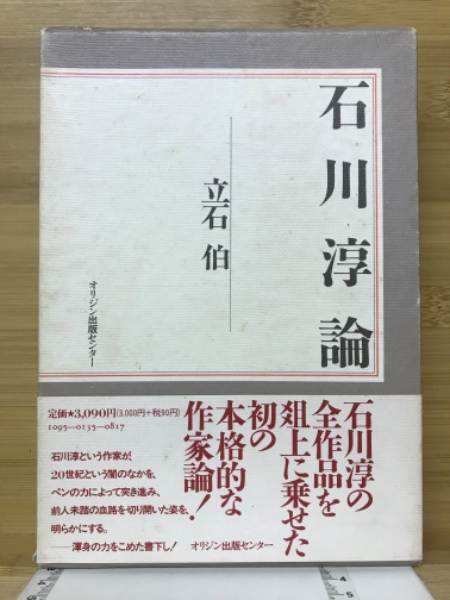 石川淳論
立石伯
オリジン出版センター
石川淳の
全作品を
俎上に乗せた
初の
本格的な
作家論!
定価★3,090円(3,000円+税90円)
1095—0135—0817
石川淳という作家が、
20世紀という闇のなかを、
ペンの力によって突き進み、
前人未踏の血路を切り開いた姿を、
明らかにする。
――渾身の力をこめた書下し!
オリジン出版センター